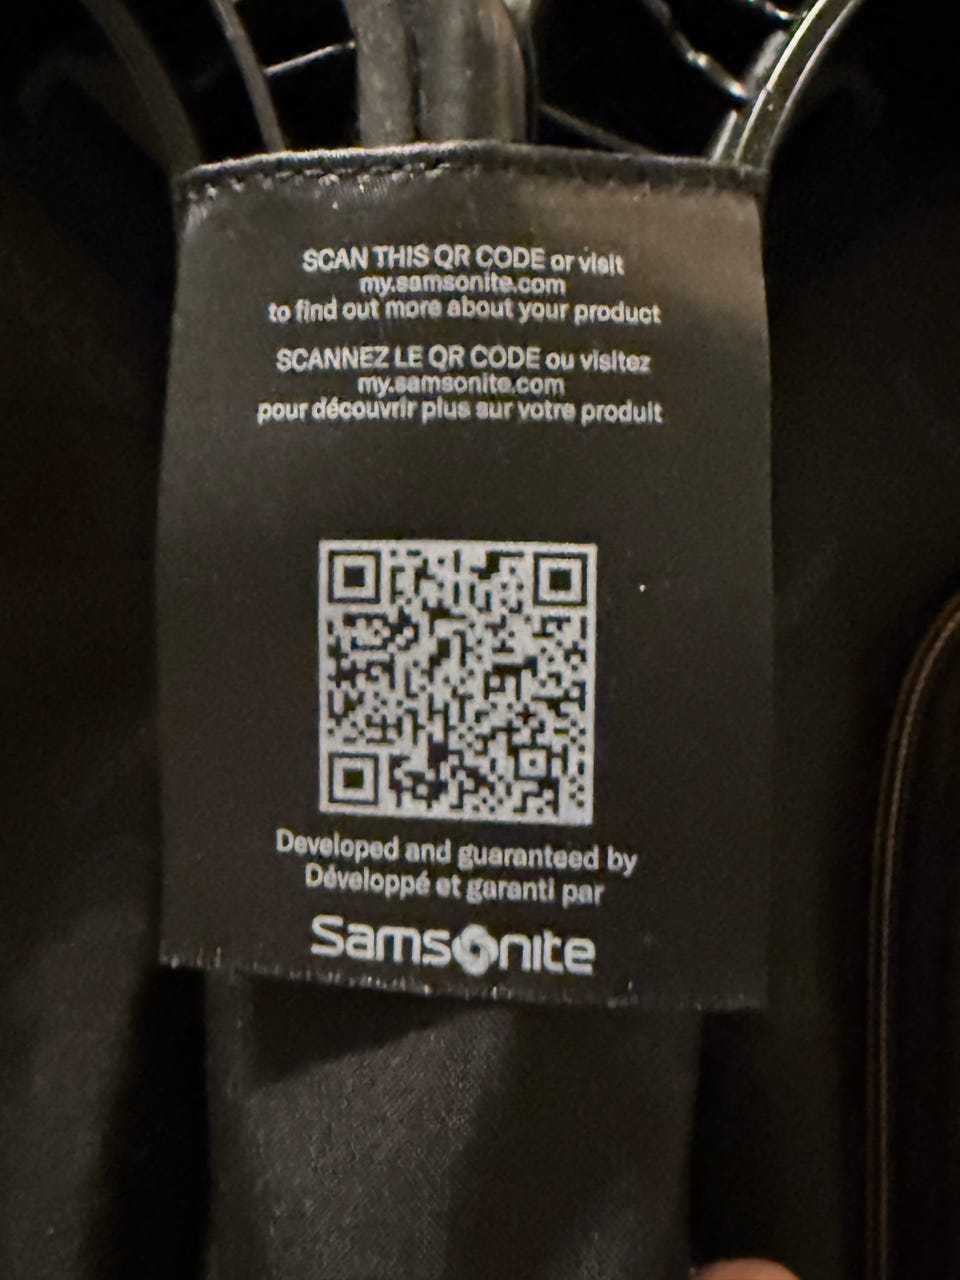 SCAN THIS QR CODE or visit
my.samsonite.com
to find out more about your product
SCANNEZ LE QR CODE ou visitez
my.samsonite.com
pour découvrir plus sur votre produit
Developed and guaranteed by
Développé et garanti par
Samsonite